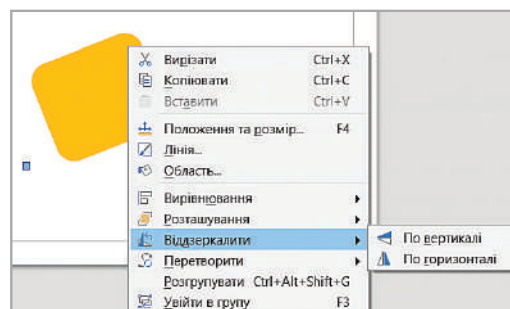 Вирізати Ctrl+X
Копіювати Ctrl+C
Вставити Ctrl+V
Положення та розмір... F4
Лінія...
Область...
Вирівнювання
Розташування
Віддзеркалити
По вертикалі
По горизонталі
Перетворити
Розгрупувати Ctrl+Alt+Shift+G
Увійти в групу F3